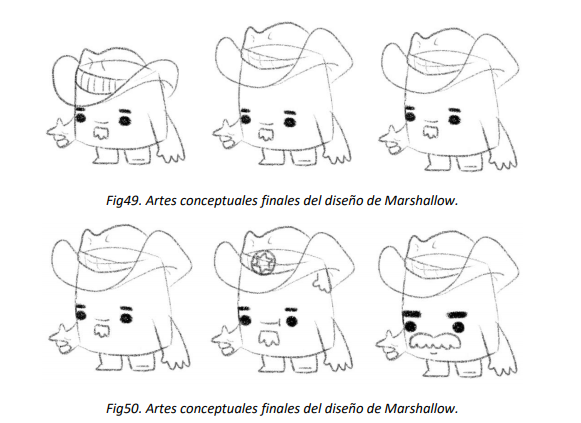 Fig49. Artes conceptuales finales del diseño de Marshallow.
Fig50. Artes conceptuales finales del diseño de Marshallow.